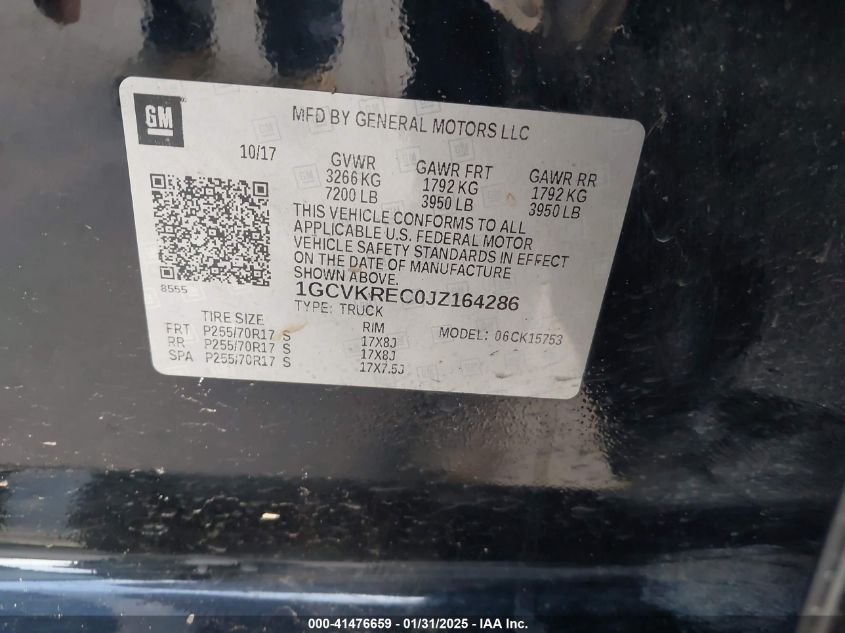 GM
MFD BY GENERAL MOTORS LLC
10/17
GVWR
3266 KG
7200 LB
GAWR FRT
1792 KG
3950 LB
GAWR RR
1792 KG
3950 LB
THIS VEHICLE CONFORMS TO ALL
APPLICABLE U.S. FEDERAL MOTOR
VEHICLE SAFETY STANDARDS IN EFFECT
ON THE DATE OF MANUFACTURE
SHOWN ABOVE.
8555
1GCVKREC0JZ164286
TYPE: TRUCK
TIRE SIZE RIM MODEL: 06CK15753
FRT P255/70R17 S 17X8J
RR P255/70R17 S 17X8J
SPA P255/70R17 S 17X7.5J
000-41476659 - 01/31/2025 - IAA Inc.